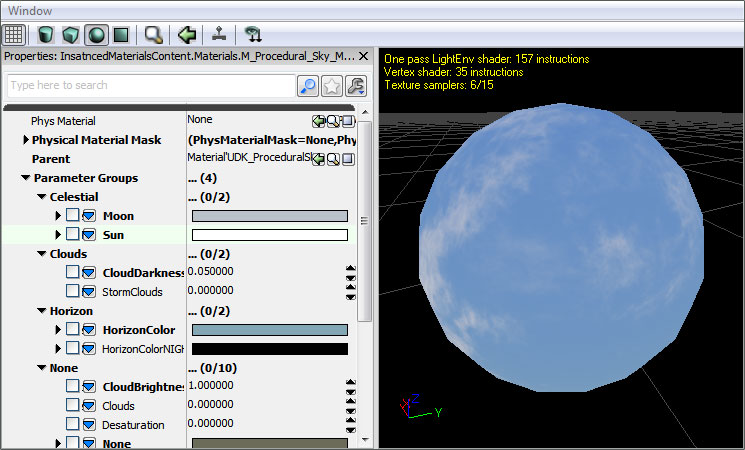 Window
Properties: InsatncedMaterialsContent.Materials.M_Procedural_Sky_M...
Type here to search
Phys Material None
Physical Material Mask (PhysMaterialMask=None,Phy
Parent Material'UDK_ProceduralSk
Parameter Groups ... (4)
Celestial ... (0/2)
Moon
Sun
Clouds ... (0/2)
CloudDarkness 0.050000
StormClouds 0.000000
Horizon ... (0/2)
HorizonColor
HorizonColorNIGH
None ... (0/10)
CloudBrightne 1.000000
Clouds 0.000000
Desaturation 0.000000
None
One pass LightEnv shader: 157 instructions
Vertex shader: 35 instructions
Texture samplers: 6/15
X Z Y